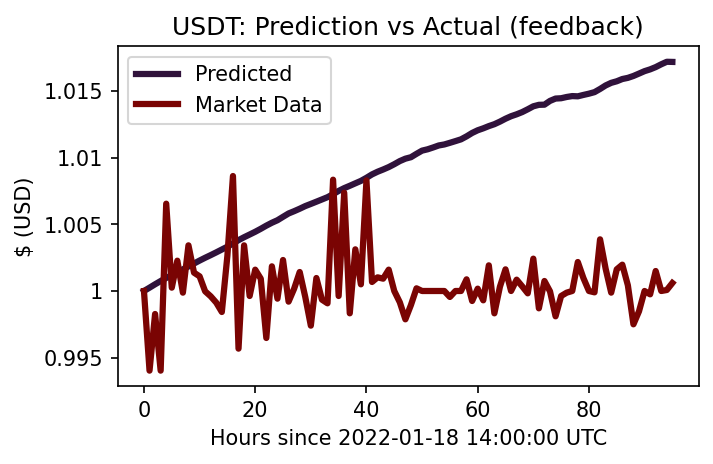 USDT: Prediction vs Actual (feedback)
Predicted
Market Data
1.015
1.01
1.005
1
0.995
$ (USD)
0 20 40 60 80
Hours since 2022-01-18 14:00:00 UTC